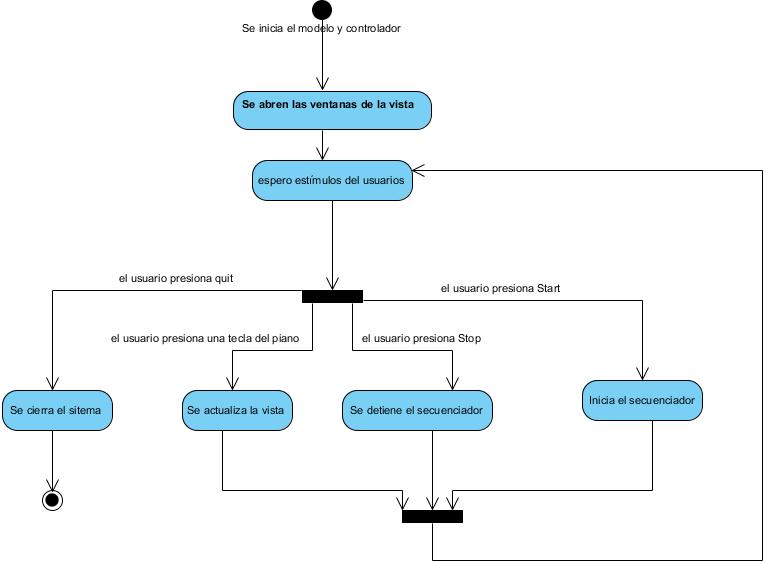 Se inicia el modelo y controlador
Se abren las ventanas de la vista
espero estímulos del usuarios
el usuario presiona quit
el usuario presiona Start
el usuario presiona una tecla del piano
el usuario presiona Stop
Se cierra el sitema
Se actualiza la vista
Se detiene el secuenciador
Inicia el secuenciador